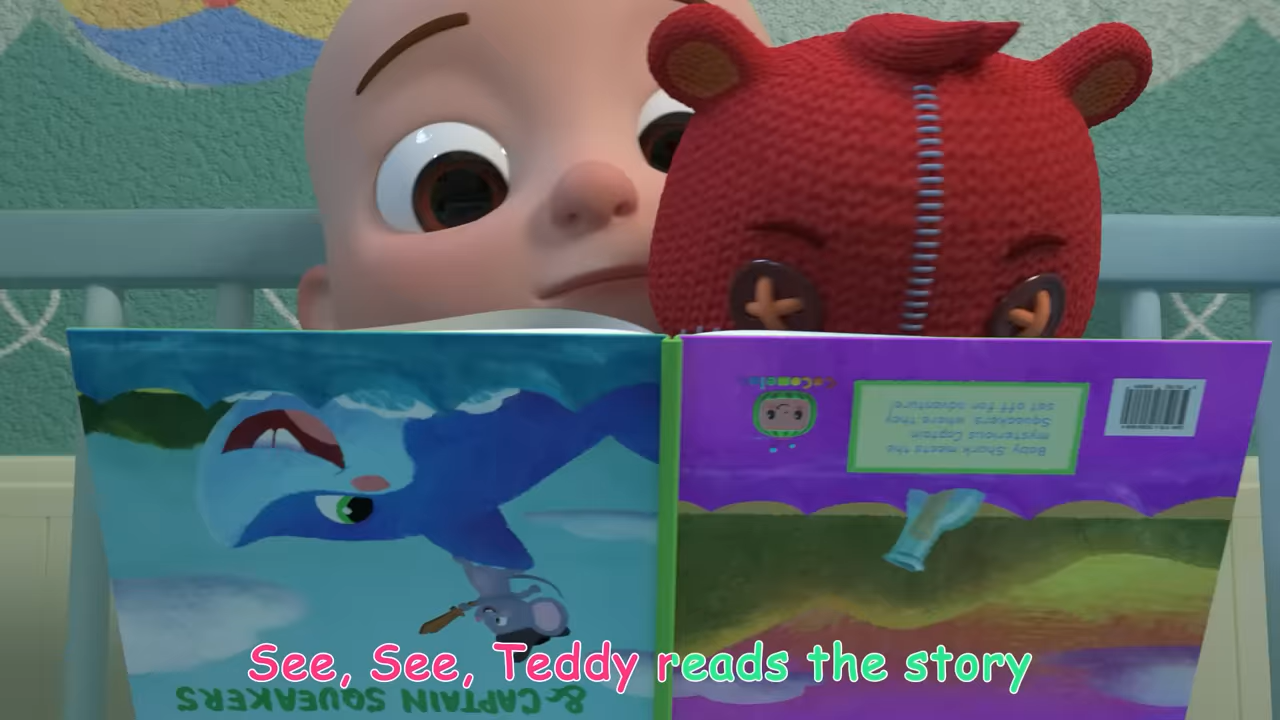 CoComelon
Baby Shark meets the
mysterious Captain
Squeakers where they
set off for adventure!
See, See, Teddy reads the story
& CAPTAIN SQUEAKERS